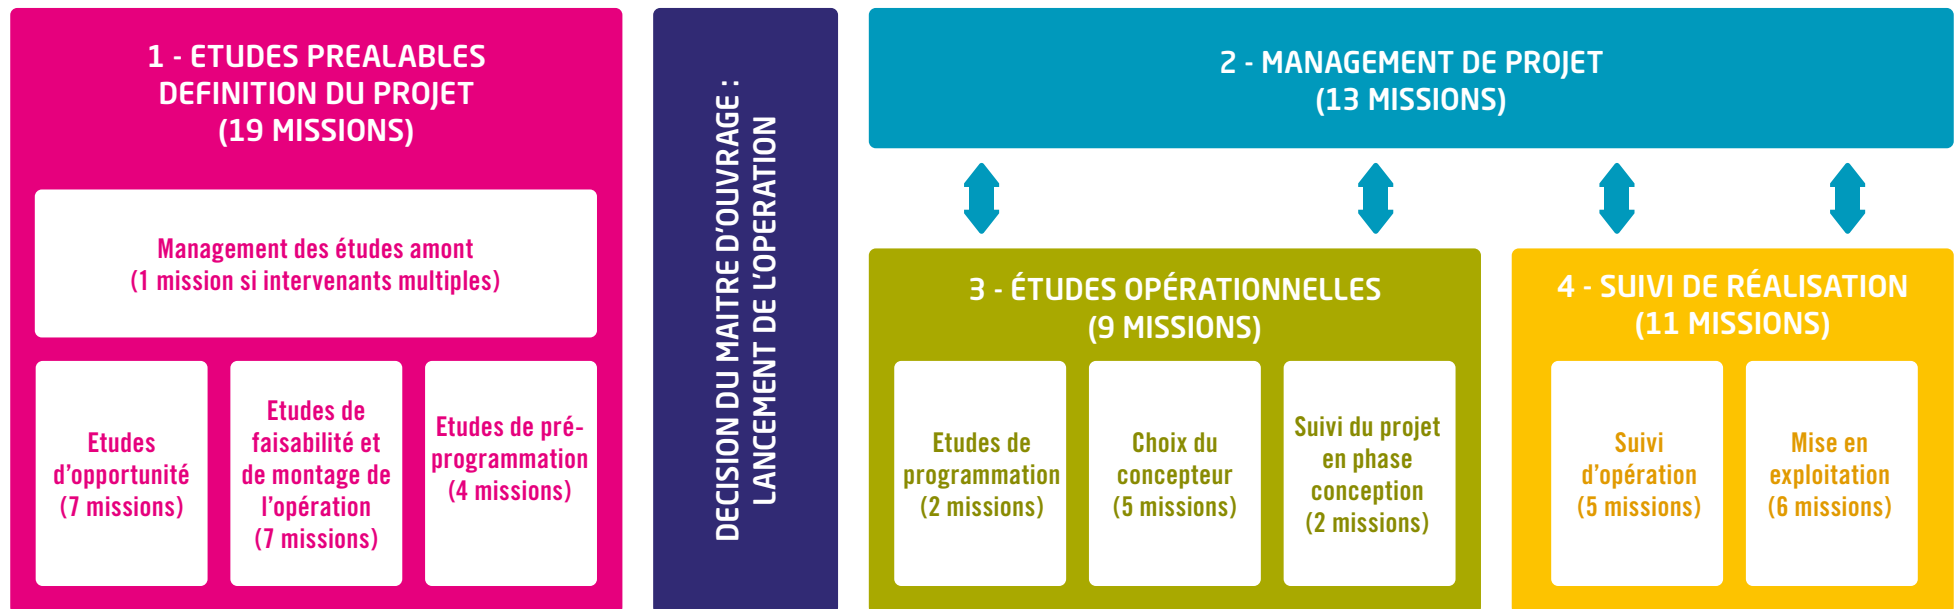 1 - ETUDES PREALABLES
DEFINITION DU PROJET
(19 MISSIONS)
Management des études amont
(1 mission si intervenants multiples)
Etudes
d’opportunité
(7 missions)
Etudes de
faisabilité et
de montage de
l’opération
(7 missions)
Etudes de pré-
programmation
(4 missions)
DECISION DU MAITRE D’OUVRAGE :
LANCEMENT DE L’OPERATION
2 - MANAGEMENT DE PROJET
(13 MISSIONS)
3 - ÉTUDES OPÉRATIONNELLES
(9 MISSIONS)
Etudes de
programmation
(2 missions)
Choix du
concepteur
(5 missions)
Suivi du projet
en phase
conception
(2 missions)
4 - SUIVI DE RÉALISATION
(11 MISSIONS)
Suivi
d’opération
(5 missions)
Mise en
exploitation
(6 missions)